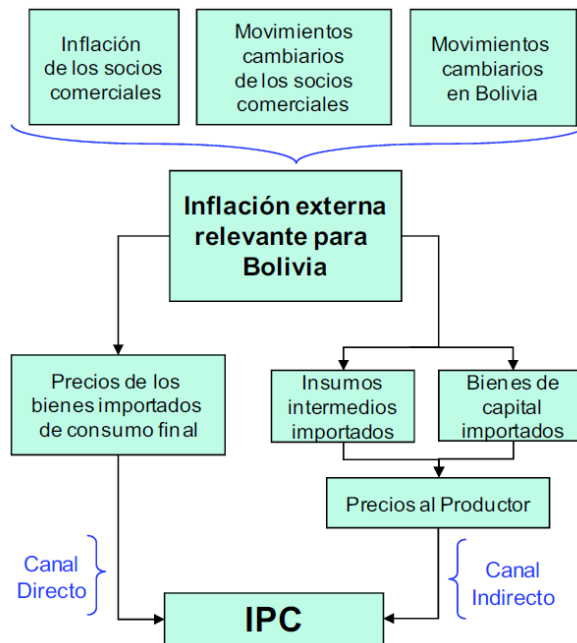 Inflación
de los socios
comerciales
Movimientos
cambiarios
de los socios
comerciales
Movimientos
cambiarios
en Bolivia
Inflación externa
relevante para
Bolivia
Precios de los
bienes importados
de consumo final
Insumos
intermedios
importados
Bienes de
capital
importados
Precios al Productor
Canal
Directo
Canal
Indirecto
IPC